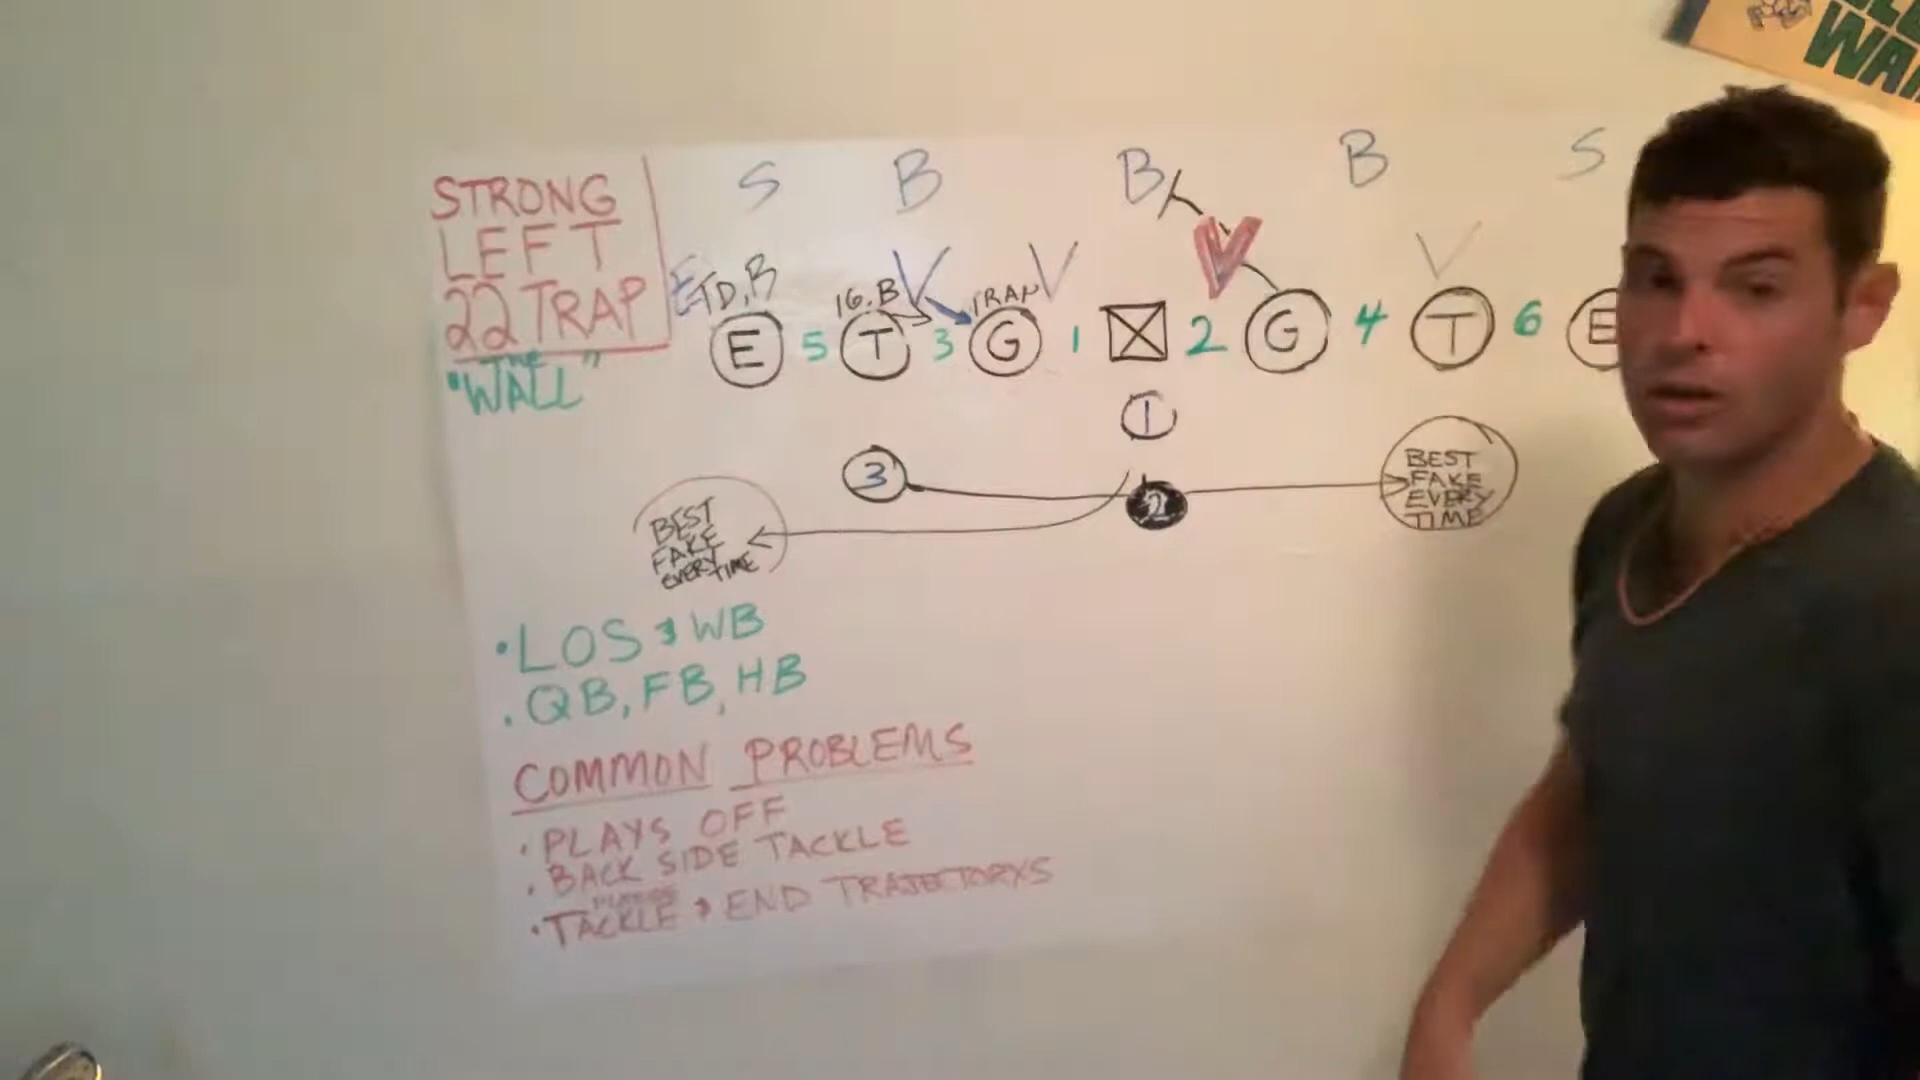 WA
STRONG
LEFT
22 TRAP
"THE
WALL"
S B B B S
E V V V V
TD,B 16.B TRAP
E 5 T 3 G 1 2 G 4 T 6 E
1
3 2
BEST
FAKE
EVERY
TIME
BEST
FAKE
EVERY TIME
• LOS & WB
• QB, FB, HB
COMMON PROBLEMS
• PLAYS OFF
• BACK SIDE TACKLE
• TACKLE & END TRAJECTORYS